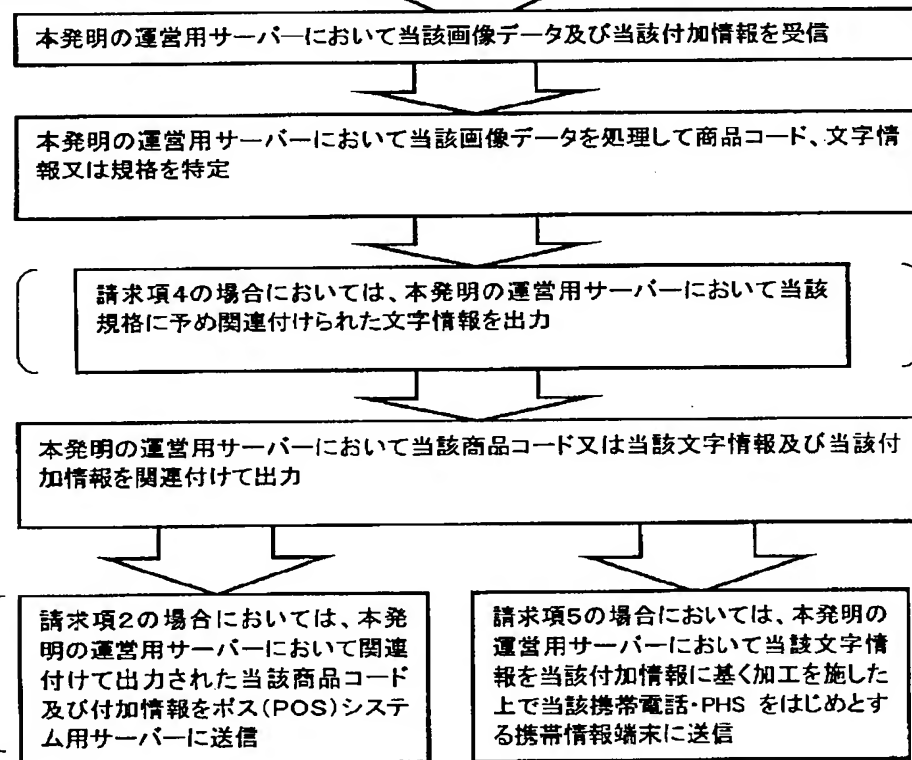 本発明の運営用サーバーにおいて当該画像データ及び当該付加情報を受信
本発明の運営用サーバーにおいて当該画像データを処理して商品コード、文字情
報又は規格を特定
請求項4の場合においては、本発明の運営用サーバーにおいて当該
規格に予め関連付けられた文字情報を出力
本発明の運営用サーバーにおいて当該商品コード又は当該文字情報及び当該付
加情報を関連付けて出力
請求項2の場合においては、本発
明の運営用サーバーにおいて関連
付けて出力された当該商品コード
及び付加情報をポス(POS)システ
ム用サーバーに送信
請求項5の場合においては、本発明の
運営用サーバーにおいて当該文字情
報を当該付加情報に基く加工を施した
上で当該携帯電話・PHS をはじめとす
る携帯情報端末に送信